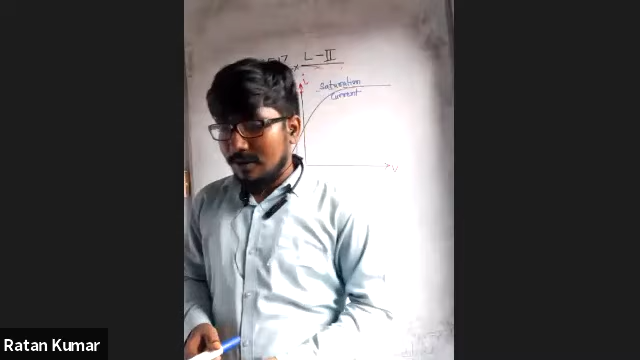 L-II
i
Saturation
Current
V
Ratan Kumar